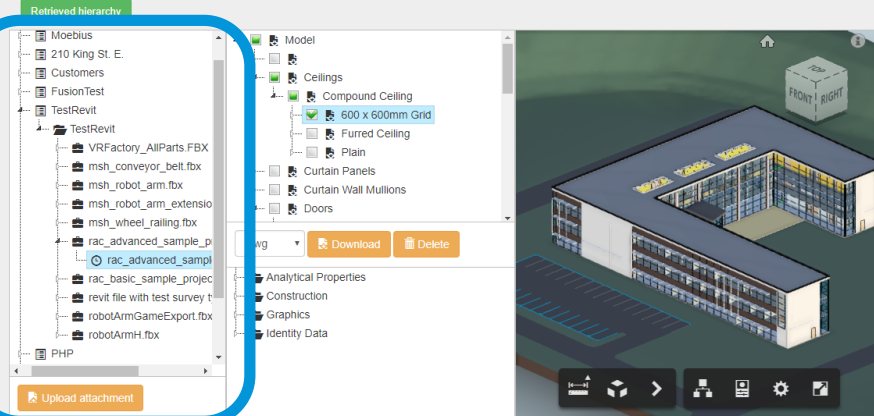 Retrieved hierarchy
Moebius
210 King St. E.
Customers
FusionTest
TestRevit
TestRevit
VRFactory_AllParts.FBX
msh_conveyor_belt.fbx
msh_robot_arm.fbx
msh_robot_arm_extensio
msh_wheel_railing.fbx
rac_advanced_sample_p
rac_advanced_sampl
rac_basic_sample_projec
revit file with test survey
robotArmGameExport.fbx
robotArmH.fbx
PHP
Upload attachment
Model
Ceilings
Compound Ceiling
600 x 600mm Grid
Furred Ceiling
Plain
Curtain Panels
Curtain Wall Mullions
Doors
wg
Download
Delete
Analytical Properties
Construction
Graphics
Identity Data
TOP
FRONT
RIGHT